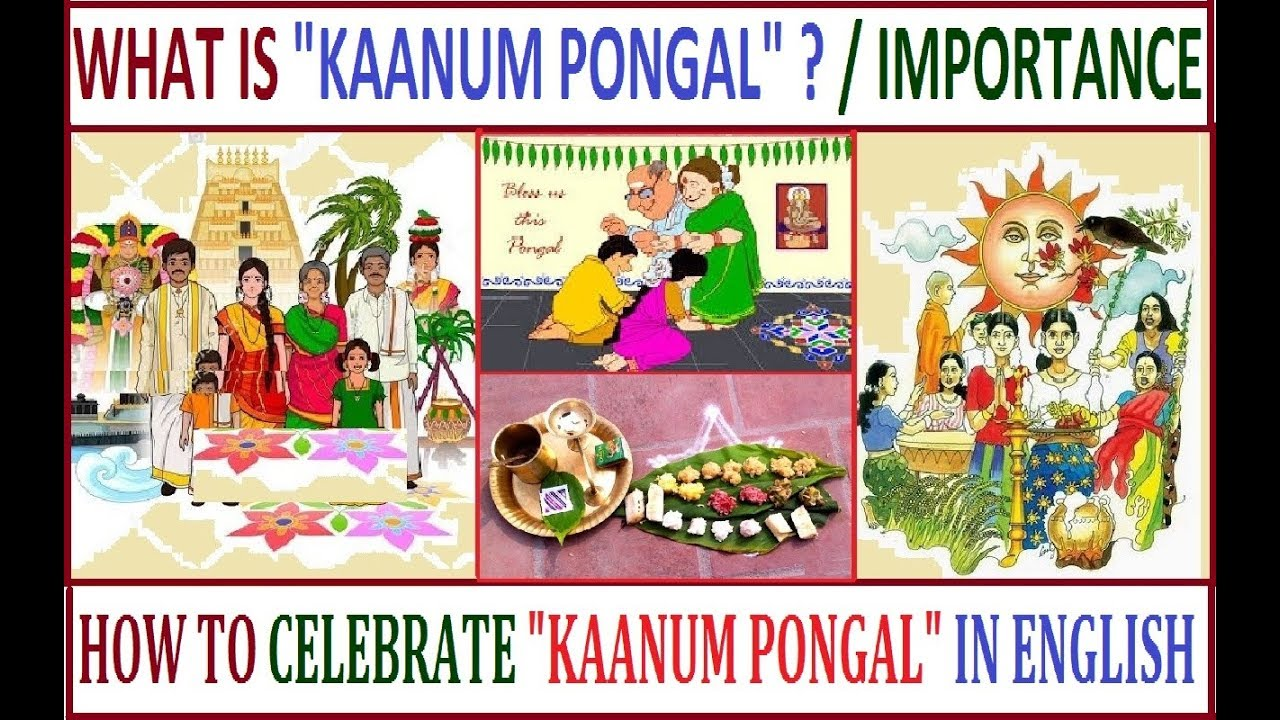 WHAT IS "KAANUM PONGAL" ? / IMPORTANCE
Bless us
this
Pongal
HOW TO CELEBRATE "KAANUM PONGAL" IN ENGLISH